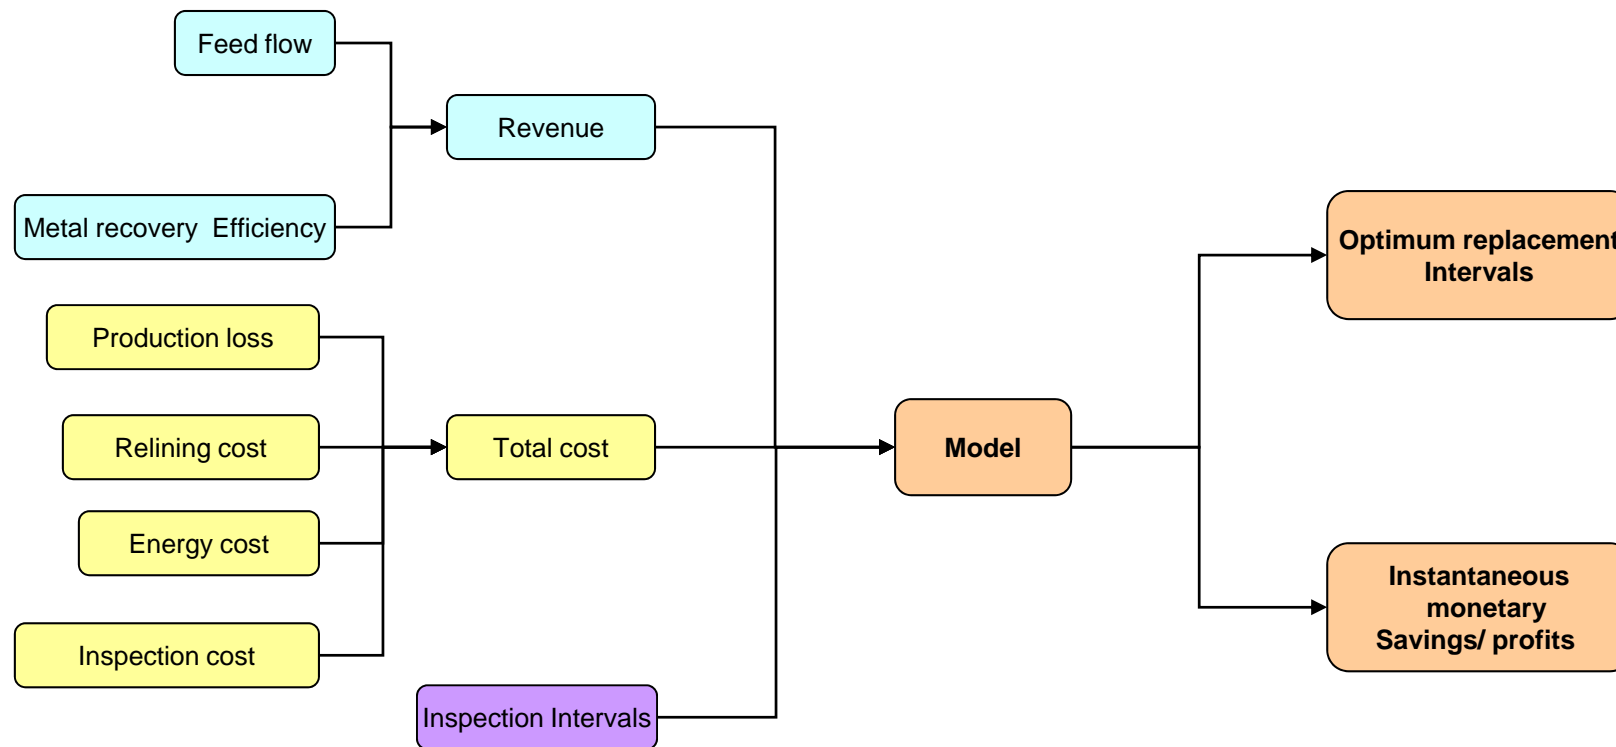 Feed flow
Revenue
Metal recovery  Efficiency
Optimum replacement
Intervals
Production loss
Relining cost
Total cost
Model
Energy cost
Instantaneous
monetary
Savings/ profits
Inspection cost
Inspection Intervals